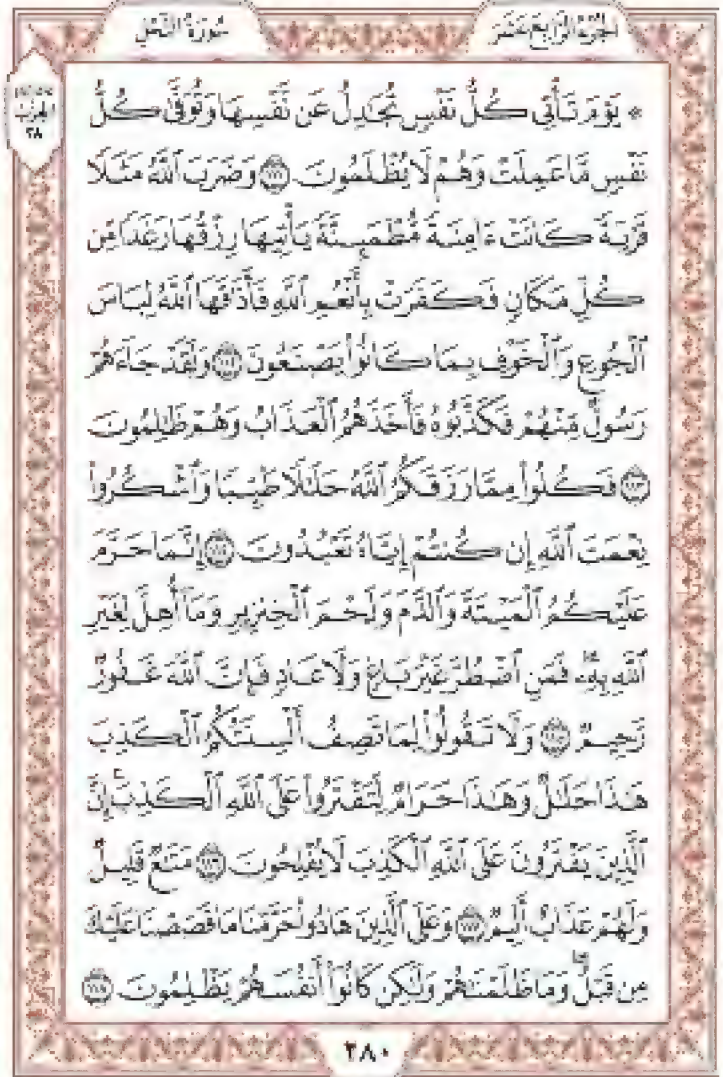 الجزء الرابع عشر
سورة النحل
الحزب
٢٨
۞ يَوْمَ تَأْتِي كُلُّ نَفْسٍ تُجَٰدِلُ عَن نَّفْسِهَا وَتُوَفَّىٰ كُلُّ
نَفْسٍ مَّا عَمِلَتْ وَهُمْ لَا يُظْلَمُونَ ۝١١١ وَضَرَبَ ٱللَّهُ مَثَلًا
قَرْيَةً كَانَتْ ءَامِنَةً مُّطْمَئِنَّةً يَأْتِيهَا رِزْقُهَا رَغَدًا مِّن
كُلِّ مَكَانٍ فَكَفَرَتْ بِأَنْعُمِ ٱللَّهِ فَأَذَٰقَهَا ٱللَّهُ لِبَاسَ
ٱلْجُوعِ وَٱلْخَوْفِ بِمَا كَانُوا۟ يَصْنَعُونَ ۝١١٢ وَلَقَدْ جَآءَهُمْ
رَسُولٌ مِّنْهُمْ فَكَذَّبُوهُ فَأَخَذَهُمُ ٱلْعَذَابُ وَهُمْ ظَٰلِمُونَ
۝١١٣ فَكُلُوا۟ مِمَّا رَزَقَكُمُ ٱللَّهُ حَلَٰلًا طَيِّبًا وَٱشْكُرُوا۟
نِعْمَتَ ٱللَّهِ إِن كُنتُمْ إِيَّاهُ تَعْبُدُونَ ۝١١٤ إِنَّمَا حَرَّمَ
عَلَيْكُمُ ٱلْمَيْتَةَ وَٱلدَّمَ وَلَحْمَ ٱلْخِنزِيرِ وَمَآ أُهِلَّ لِغَيْرِ
ٱللَّهِ بِهِۦ ۖ فَمَنِ ٱضْطُرَّ غَيْرَ بَاغٍ وَلَا عَادٍ فَإِنَّ ٱللَّهَ غَفُورٌ
رَّحِيمٌ ۝١١٥ وَلَا تَقُولُوا۟ لِمَا تَصِفُ أَلْسِنَتُكُمُ ٱلْكَذِبَ
هَٰذَا حَلَٰلٌ وَهَٰذَا حَرَامٌ لِّتَفْتَرُوا۟ عَلَى ٱللَّهِ ٱلْكَذِبَ ۚ إِنَّ
ٱلَّذِينَ يَفْتَرُونَ عَلَى ٱللَّهِ ٱلْكَذِبَ لَا يُفْلِحُونَ ۝١١٦ مَتَٰعٌ قَلِيلٌ
وَلَهُمْ عَذَابٌ أَلِيمٌ ۝١١٧ وَعَلَى ٱلَّذِينَ هَادُوا۟ حَرَّمْنَا مَا قَصَصْنَا عَلَيْكَ
مِن قَبْلُ ۖ وَمَا ظَلَمْنَٰهُمْ وَلَٰكِن كَانُوٓا۟ أَنفُسَهُمْ يَظْلِمُونَ ۝١١٨
٢٨٠